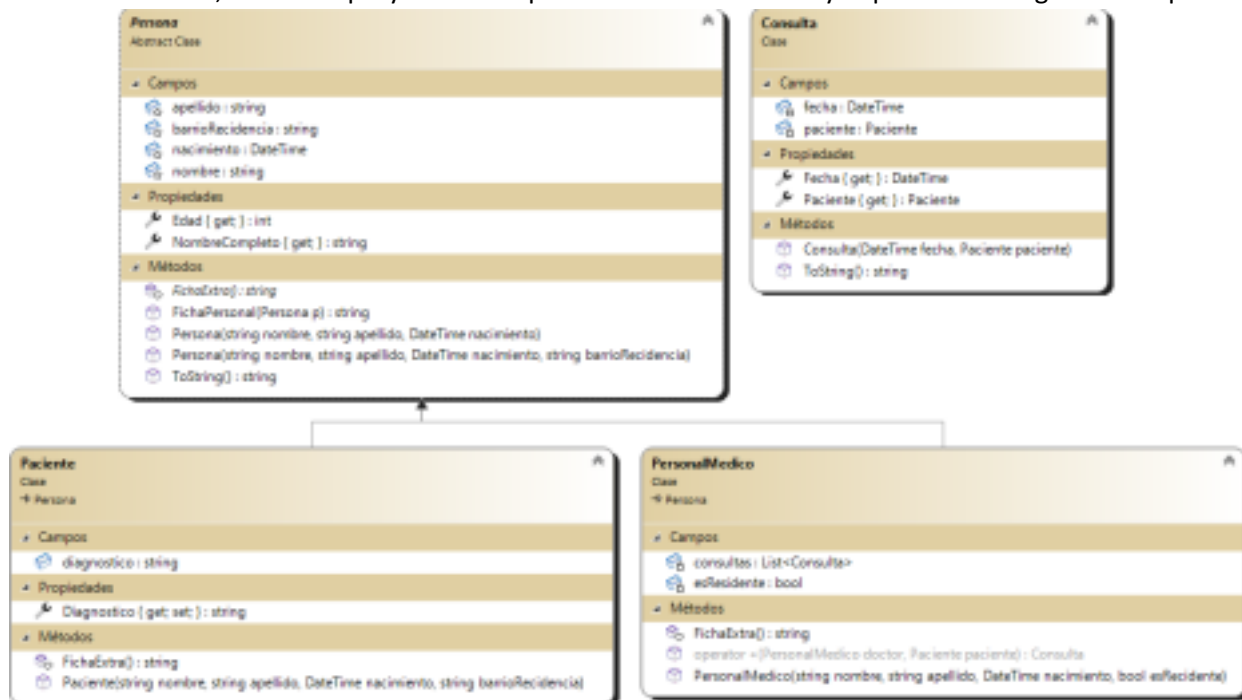 Persona
Abstract Class
Campos
apellido : string
barrioRecidencia : string
nacimiento : DateTime
nombre : string
Propiedades
Edad { get; } : int
NombreCompleto { get; } : string
Métodos
FichaExtra() : string
FichaPersonal(Persona p) : string
Persona(string nombre, string apellido, DateTime nacimiento)
Persona(string nombre, string apellido, DateTime nacimiento, string barrioRecidencia)
ToString() : string
Consulta
Clase
Campos
fecha : DateTime
paciente : Paciente
Propiedades
Fecha { get; } : DateTime
Paciente { get; } : Paciente
Métodos
Consulta(DateTime fecha, Paciente paciente)
ToString() : string
Paciente
Clase
Persona
Campos
diagnostico : string
Propiedades
Diagnostico { get; set; } : string
Métodos
FichaExtra() : string
Paciente(string nombre, string apellido, DateTime nacimiento, string barrioRecidencia)
PersonalMedico
Clase
Persona
Campos
consultas : List<Consulta>
esResidente : bool
Métodos
FichaExtra() : string
operator +(PersonalMedico doctor, Paciente paciente) : Consulta
PersonalMedico(string nombre, string apellido, DateTime nacimiento, bool esResidente)